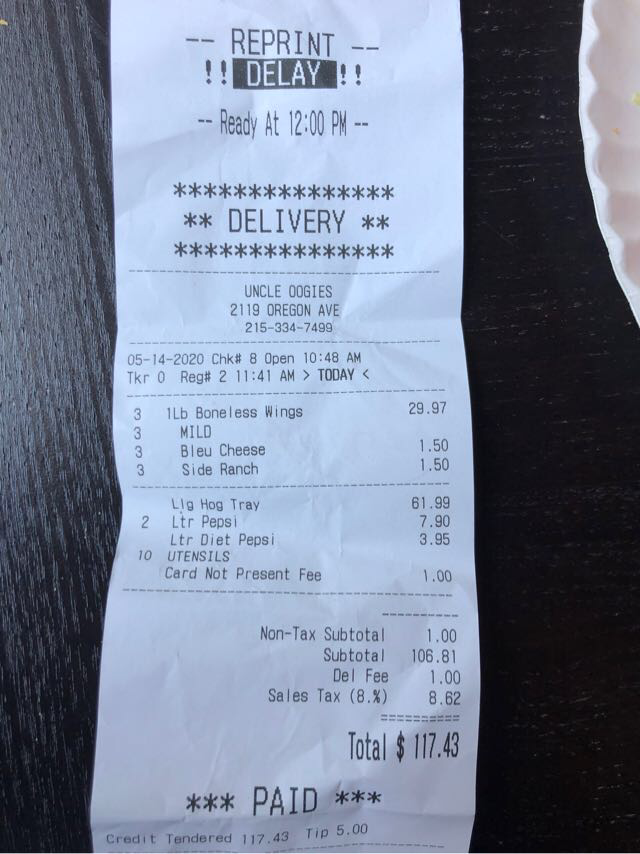 -- REPRINT --
!! DELAY !!
-- Ready At 12:00 PM --
***************
** DELIVERY **
***************
UNCLE OOGIES
2119 OREGON AVE
215-334-7499
05-14-2020 Chk# 8 Open 10:48 AM
Tkr 0 Reg# 2 11:41 AM > TODAY <
3 1Lb Boneless Wings 29.97
3 MILD
3 Bleu Cheese 1.50
3 Side Ranch 1.50
Llg Hog Tray 61.99
2 Ltr Pepsi 7.90
Ltr Diet Pepsi 3.95
10 UTENSILS
Card Not Present Fee 1.00
Non-Tax Subtotal 1.00
Subtotal 106.81
Del Fee 1.00
Sales Tax (8.%) 8.62
Total $ 117.43
*** PAID ***
Credit Tendered 117.43 Tip 5.00